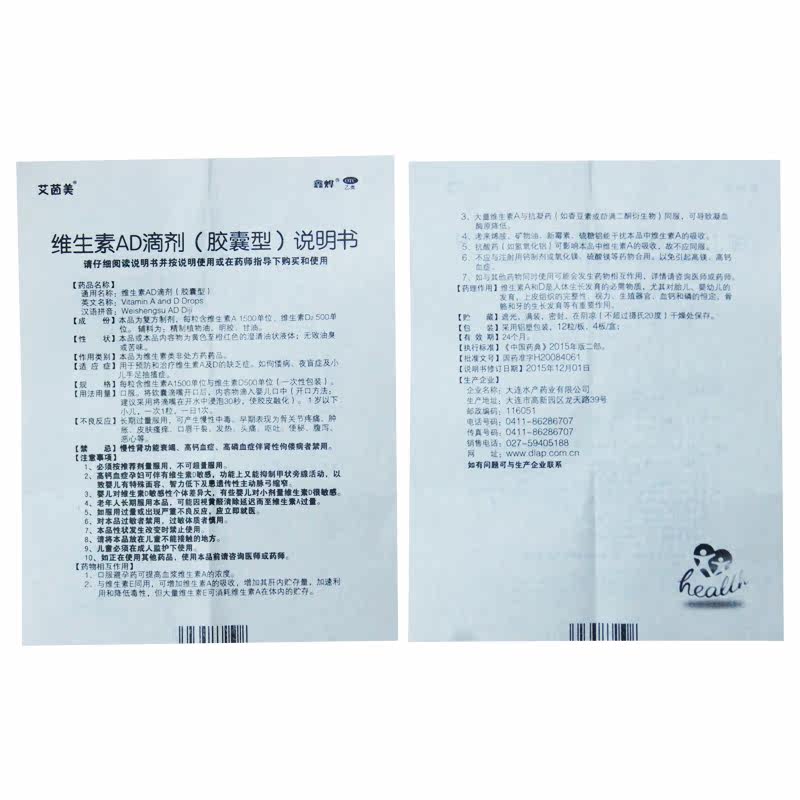 艾茵美®
鑫烨®
OTC
乙类
维生素AD滴剂（胶囊型）说明书
请仔细阅读说明书并按说明使用或在药师指导下购买和使用
【药品名称】
通用名称：维生素AD滴剂（胶囊型）
英文名称：Vitamin A and D Drops
汉语拼音：Weishengsu AD Diji
【成　份】本品为复方制剂，每粒含维生素A 1500单位，维生素D₂ 500单
位。辅料为：精制植物油，明胶，甘油。
【性　状】本品或本品内容物为黄色至橙红色的澄清油状液体；无败油臭
或苦味。
【作用类别】本品为维生素类非处方药药品。
【适 应 症】用于预防和治疗维生素A及D的缺乏症。如佝偻病、夜盲症及小
儿手足抽搐症。
【规　格】每粒含维生素A1500单位与维生素D500单位（一次性包装）。
【用法用量】口服。将软囊滴嘴开口后，内容物滴入婴儿口中（开口方法：
建议采用将滴嘴在开水中浸泡30秒，使胶皮融化）。1岁以下
小儿，一次1粒，一日1次。
【不良反应】长期过量服用，可产生慢性中毒。早期表现为骨关节疼痛、肿
胀、皮肤瘙痒、口唇干裂、发热、头痛、呕吐、便秘、腹泻、
恶心等。
【禁　忌】慢性肾功能衰竭、高钙血症、高磷血症伴肾性佝偻病者禁用。
【注意事项】
1、必须按推荐剂量服用，不可超量服用。
2、高钙血症孕妇可伴有维生素D敏感，功能上又能抑制甲状旁腺活动，以
致婴儿有特殊面容、智力低下及患遗传性主动脉弓缩窄。
3、婴儿对维生素D敏感性个体差异大，有些婴儿对小剂量维生素D很敏感。
4、老年人长期服用本品，可能因视黄醛清除延迟而至维生素A过量。
5、如服用过量或出现严重不良反应，应立即就医。
6、对本品过敏者禁用，过敏体质者慎用。
7、本品性状发生改变时禁止使用。
8、请将本品放在儿童不能接触的地方。
9、儿童必须在成人监护下使用。
10、如正在使用其他药品，使用本品前请咨询医师或药师。
【药物相互作用】
1、口服避孕药可提高血浆维生素A的浓度。
2、与维生素E同用，可增加维生素A的吸收，增加其肝内贮存量，加速利
用和降低毒性，但大量维生素E可消耗维生素A在体内的贮存。
3、大量维生素A与抗凝药（如香豆素或茚满二酮衍生物）同服，可导致凝血
酶原降低。
4、考来烯胺、矿物油、新霉素、硫糖铝能干扰本品中维生素A的吸收。
5、抗酸药（如氢氧化铝）可影响本品中维生素A的吸收，故不应同服。
6、不应与注射用钙制剂或氧化镁、硫酸镁等药物合用。以免引起高镁、高钙
血症。
7、如与其他药物同时使用可能会发生药物相互作用，详情请咨询医师或药师。
【药理作用】维生素A和D是人体生长发育的必需物质，尤其对胎儿、婴幼儿的
发育，上皮组织的完整性、视力、生殖器官、血钙和磷的恒定、骨
骼和牙的生长发育等有重要作用。
【贮　藏】遮光，满装，密封，在阴凉（不超过摄氏20度）干燥处保存。
【包　装】采用铝塑包装，12粒/板，4板/盒；
【有 效 期】24个月。
【执行标准】《中国药典》2015年版二部。
【批准文号】国药准字H20084061
【说明书修订日期】2015年12月01日
【生产企业】
企业名称：大连水产药业有限公司
生产地址：大连市高新园区龙天路39号
邮政编码：116051
电话号码：0411-86286707
传真号码：0411-86286707
销售电话：027-59405188
网　址：www.dlap.com.cn
如有问题可与生产企业联系
health